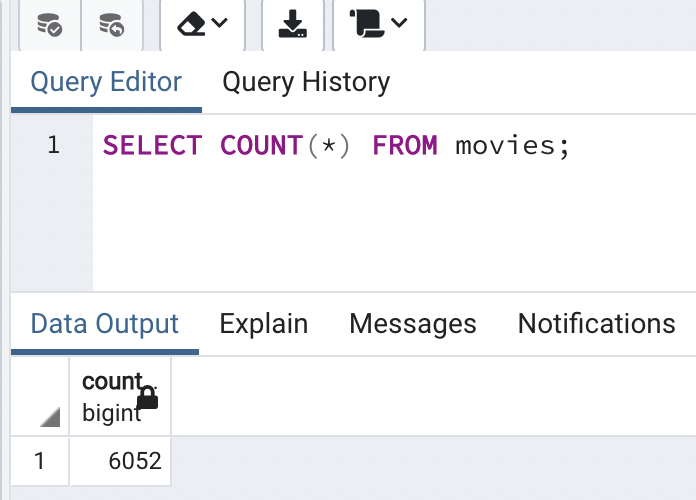 Query Editor Query History
1 SELECT COUNT(*) FROM movies;
Data Output Explain Messages Notifications
count
bigint
1 6052